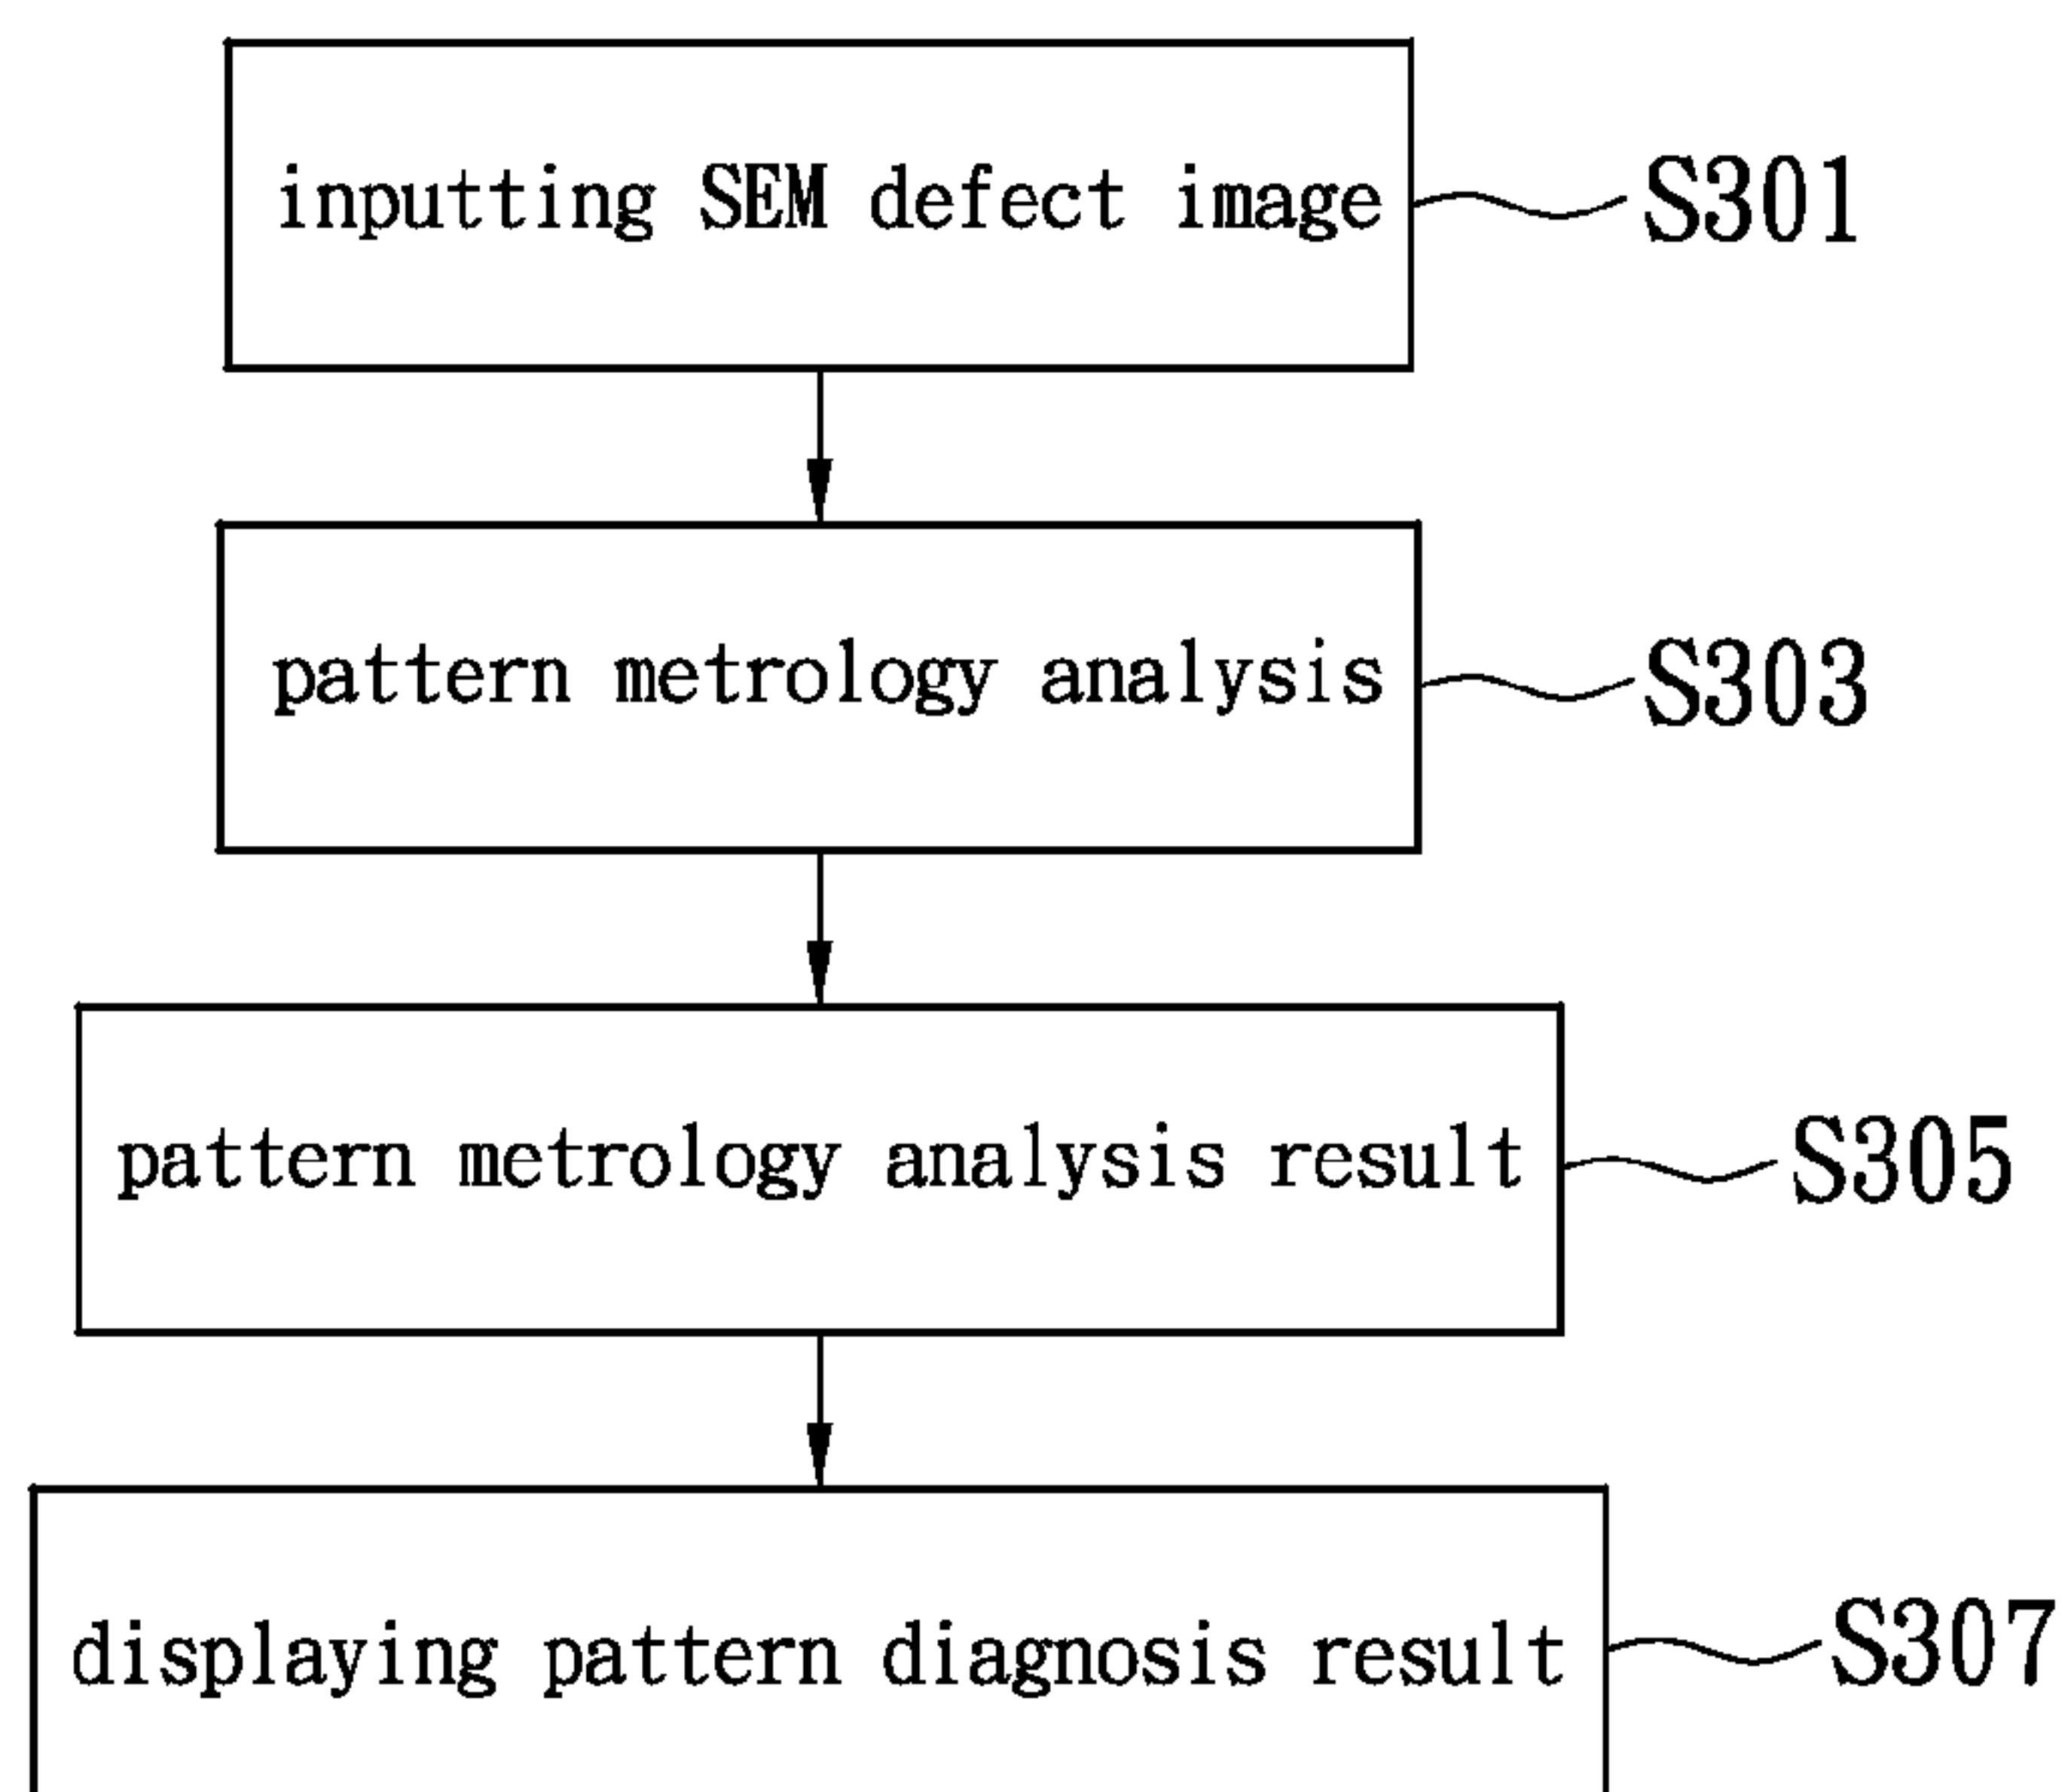 inputting SEM defect image S301
pattern metrology analysis S303
pattern metrology analysis result S305
displaying pattern diagnosis result S307